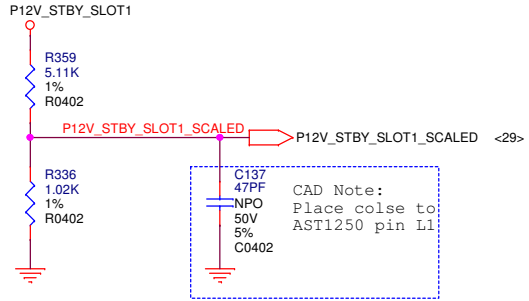 P12V_STBY_SLOT1
R359
5.11K
1%
R0402
P12V_STBY_SLOT1_SCALED
P12V_STBY_SLOT1_SCALED <29>
R336
1.02K
1%
R0402
C137
47PF
NPO
50V
5%
C0402
CAD Note:
Place colse to
AST1250 pin L1